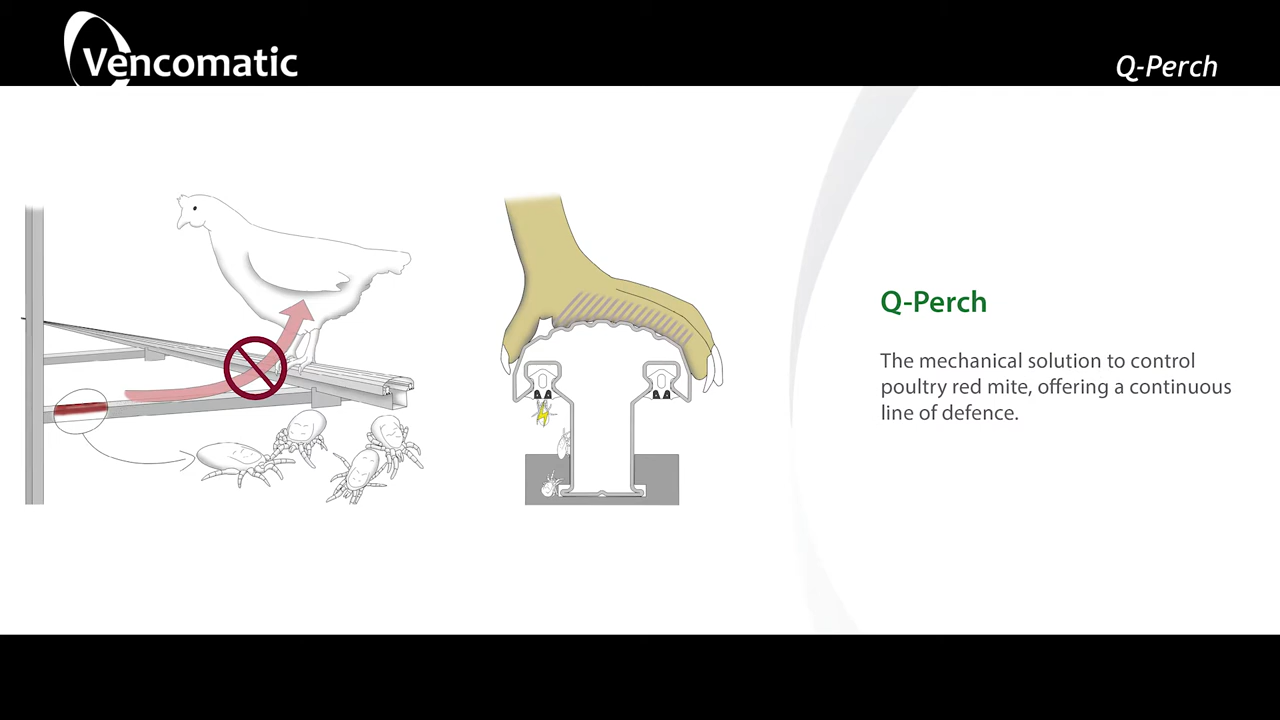 Vencomatic
Q-Perch
Q-Perch
The mechanical solution to control
poultry red mite, offering a continuous
line of defence.